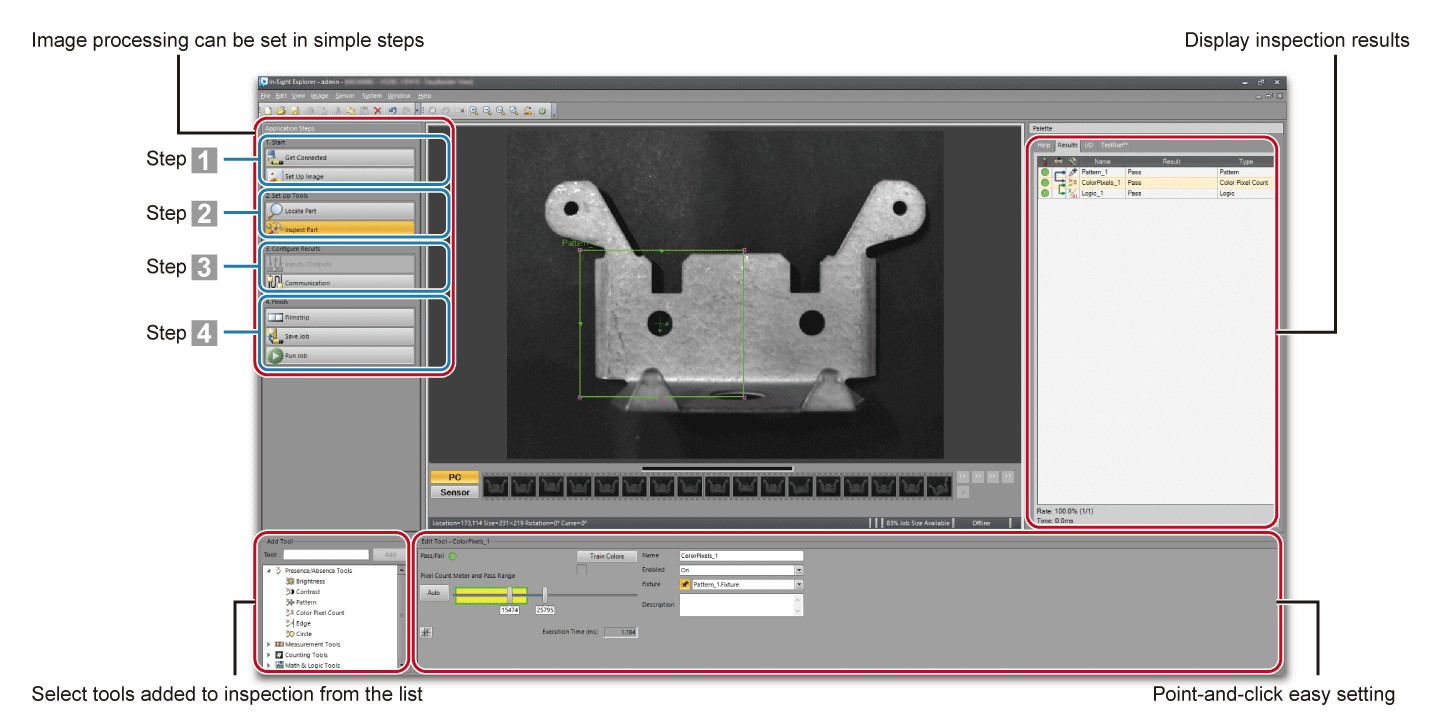 Image processing can be set in simple steps
Display inspection results
In-Sight Explorer - admin -
File Edit View Image Sensor System Window Help
Application Steps
1. Start
Get Connected
Set Up Image
Step 1
2. Set Up Tools
Locate Part
Inspect Part
Step 2
3. Configure Results
Inputs / Outputs
Communication
Step 3
4. Finish
Filmstrip
Save Job
Run Job
Step 4
Pattern_
PC
Sensor
Location=173,114 Size=231×219 Rotation=0° Curve=0°
83% Job Size Available
Offline
Palette
Help Results I/O TestRun™
Name Result Type
Pattern_1 Pass Pattern
ColorPixels_1 Pass Color Pixel Count
Logic_1 Pass Logic
Rate: 100.0% (1/1)
Time: 0.0ms
Add Tool
Tool: Add
Presence/Absence Tools
Brightness
Contrast
Pattern
Color Pixel Count
Edge
Circle
Measurement Tools
Counting Tools
Math & Logic Tools
Edit Tool - ColorPixels_1
Pass/Fail
Train Colors
Pixel Count Meter and Pass Range
Auto
15474 25795
Execution Time (ms) 1.194
Name ColorPixels_1
Enabled On
Fixture Pattern_1.Fixture
Description
Select tools added to inspection from the list
Point-and-click easy setting